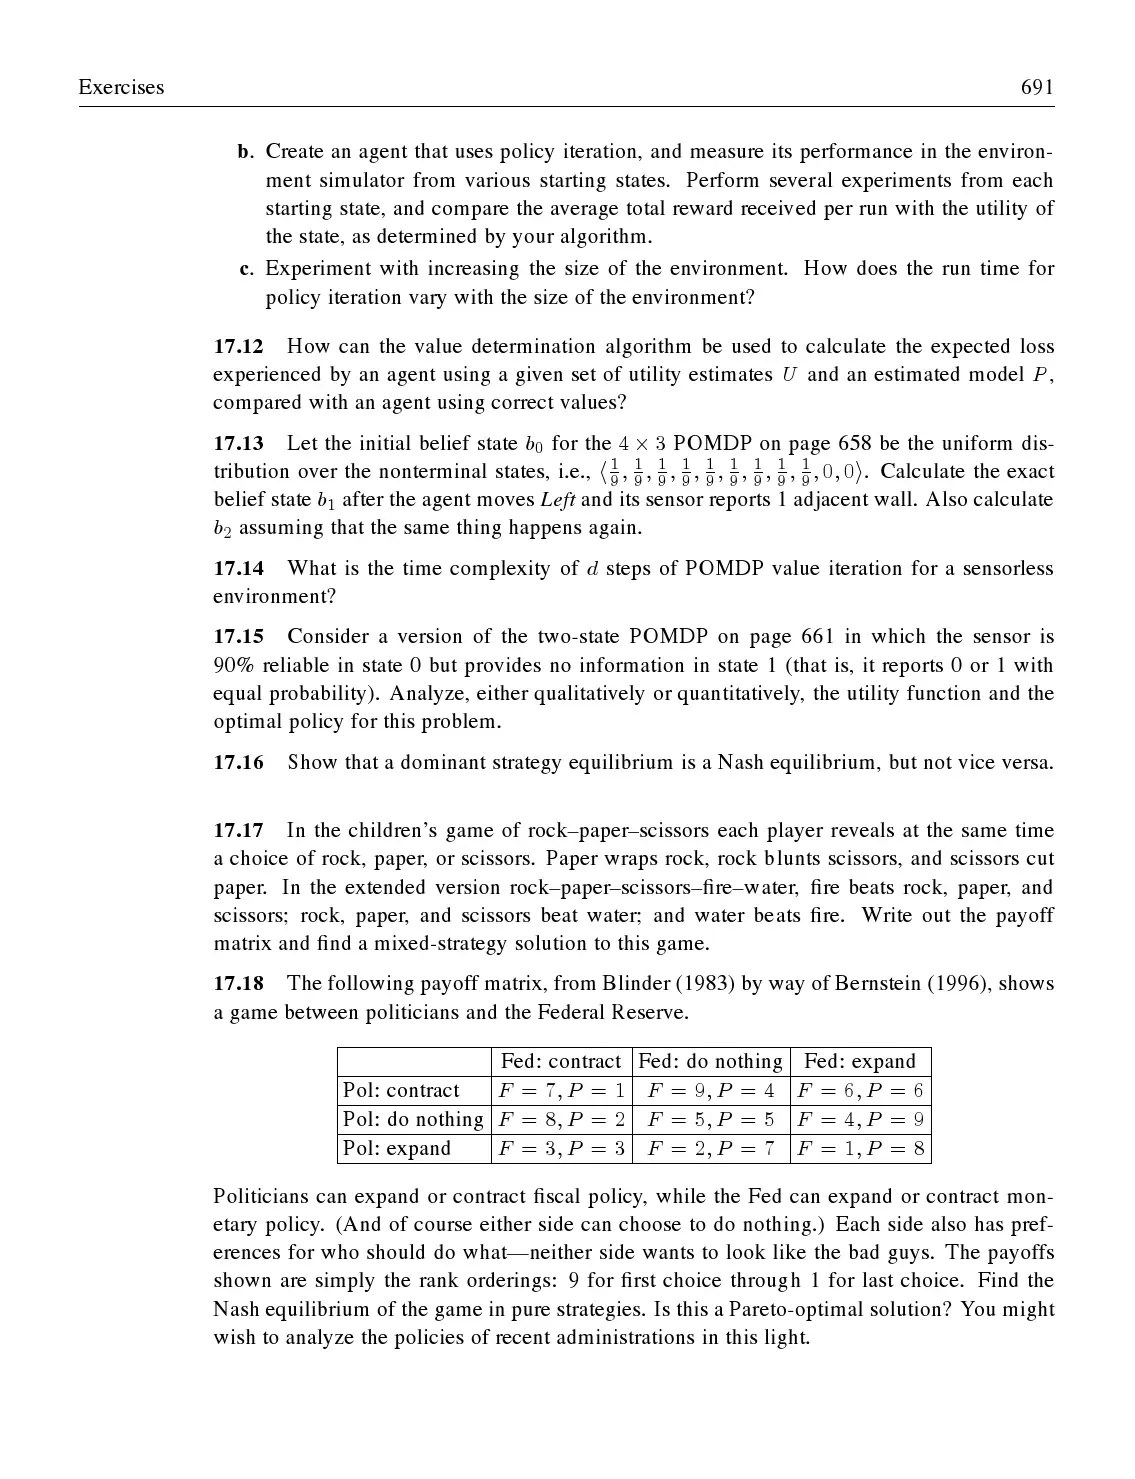 Exercises 691
b. Create an agent that uses policy iteration, and measure its performance in the environ-
ment simulator from various starting states. Perform several experiments from each
starting state, and compare the average total reward received per run with the utility of
the state, as determined by your algorithm.
c. Experiment with increasing the size of the environment. How does the run time for
policy iteration vary with the size of the environment?
17.12 How can the value determination algorithm be used to calculate the expected loss
experienced by an agent using a given set of utility estimates U and an estimated model P,
compared with an agent using correct values?
17.13 Let the initial belief state b₀ for the 4 × 3 POMDP on page 658 be the uniform dis-
tribution over the nonterminal states, i.e., ⟨1/9, 1/9, 1/9, 1/9, 1/9, 1/9, 1/9, 1/9, 1/9, 0, 0⟩. Calculate the exact
belief state b₁ after the agent moves Left and its sensor reports 1 adjacent wall. Also calculate
b₂ assuming that the same thing happens again.
17.14 What is the time complexity of d steps of POMDP value iteration for a sensorless
environment?
17.15 Consider a version of the two-state POMDP on page 661 in which the sensor is
90% reliable in state 0 but provides no information in state 1 (that is, it reports 0 or 1 with
equal probability). Analyze, either qualitatively or quantitatively, the utility function and the
optimal policy for this problem.
17.16 Show that a dominant strategy equilibrium is a Nash equilibrium, but not vice versa.
17.17 In the children's game of rock–paper–scissors each player reveals at the same time
a choice of rock, paper, or scissors. Paper wraps rock, rock blunts scissors, and scissors cut
paper. In the extended version rock–paper–scissors–fire–water, fire beats rock, paper, and
scissors; rock, paper, and scissors beat water; and water beats fire. Write out the payoff
matrix and find a mixed-strategy solution to this game.
17.18 The following payoff matrix, from Blinder (1983) by way of Bernstein (1996), shows
a game between politicians and the Federal Reserve.
Fed: contract Fed: do nothing Fed: expand
Pol: contract F = 7, P = 1 F = 9, P = 4 F = 6, P = 6
Pol: do nothing F = 8, P = 2 F = 5, P = 5 F = 4, P = 9
Pol: expand F = 3, P = 3 F = 2, P = 7 F = 1, P = 8
Politicians can expand or contract fiscal policy, while the Fed can expand or contract mon-
etary policy. (And of course either side can choose to do nothing.) Each side also has pref-
erences for who should do what—neither side wants to look like the bad guys. The payoffs
shown are simply the rank orderings: 9 for first choice through 1 for last choice. Find the
Nash equilibrium of the game in pure strategies. Is this a Pareto-optimal solution? You might
wish to analyze the policies of recent administrations in this light.